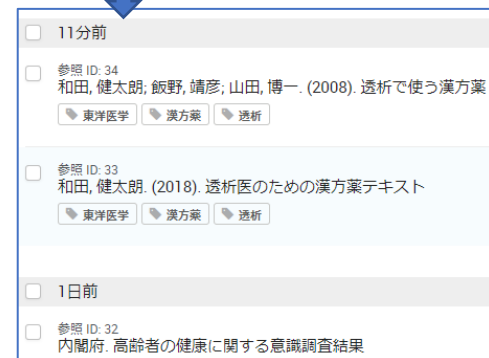 11分前
参照 ID: 34
和田, 健太朗; 飯野, 靖彦; 山田, 博一. (2008). 透析で使う漢方薬
東洋医学 漢方薬 透析
参照 ID: 33
和田, 健太朗. (2018). 透析医のための漢方薬テキスト
東洋医学 漢方薬 透析
1日前
参照 ID: 32
内閣府. 高齢者の健康に関する意識調査結果